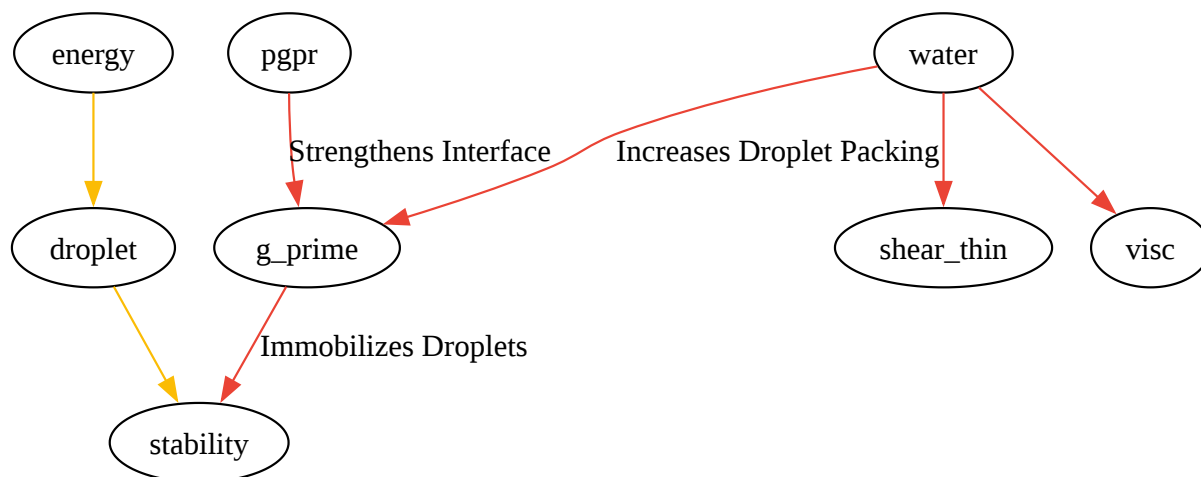 energy
pgpr
water
Strengthens Interface
Increases Droplet Packing
droplet
g_prime
shear_thin
visc
Immobilizes Droplets
stability